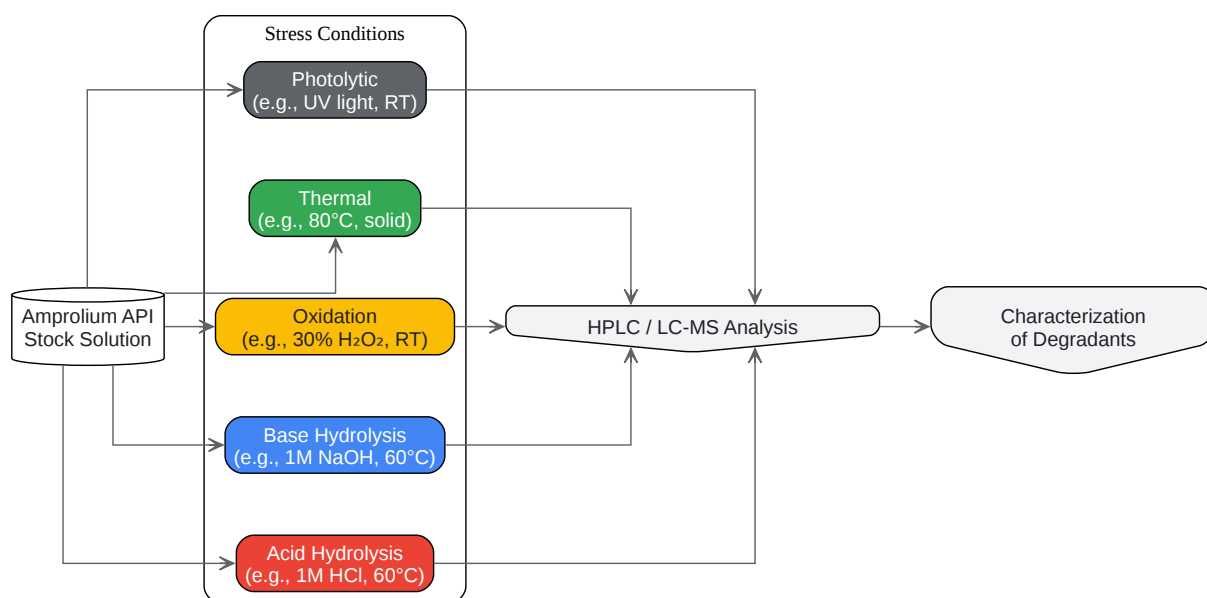 Stress Conditions
Photolytic
(e.g., UV light, RT)
Thermal
(e.g., 80°C, solid)
Amprolium API
Stock Solution
Oxidation
(e.g., 30% H₂O₂, RT)
HPLC / LC-MS Analysis
Characterization
of Degradants
Base Hydrolysis
(e.g., 1M NaOH, 60°C)
Acid Hydrolysis
(e.g., 1M HCl, 60°C)